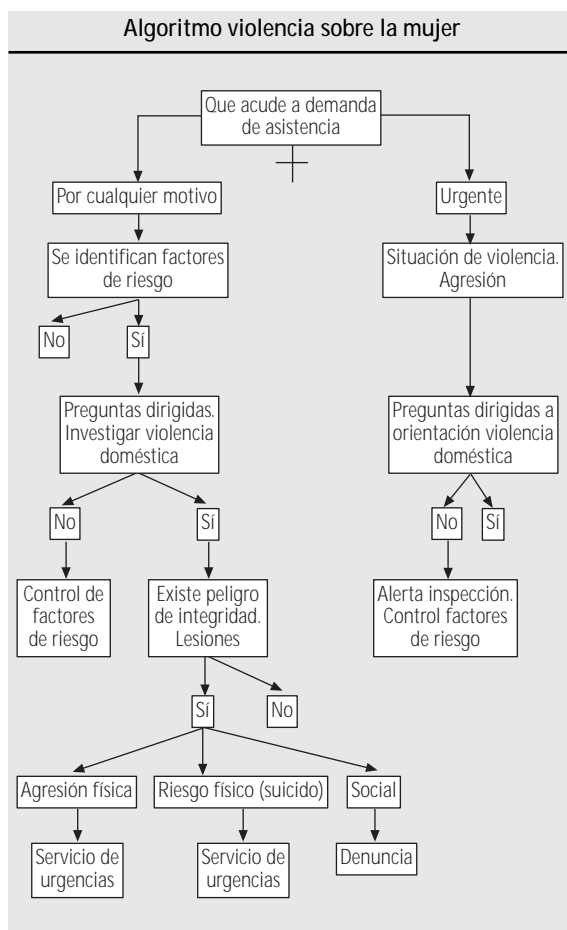 Algoritmo violencia sobre la mujer
Que acude a demanda
de asistencia
Por cualquier motivo
Urgente
Se identifican factores
de riesgo
Situación de violencia.
Agresión
No
Sí
Preguntas dirigidas.
Investigar violencia
doméstica
Preguntas dirigidas a
orientación violencia
doméstica
No
Sí
No
Sí
Control de
factores
de riesgo
Existe peligro
de integridad.
Lesiones
Alerta inspección.
Control factores
de riesgo
Sí
No
Agresión física
Riesgo físico (suicido)
Social
Servicio de
urgencias
Servicio de
urgencias
Denuncia